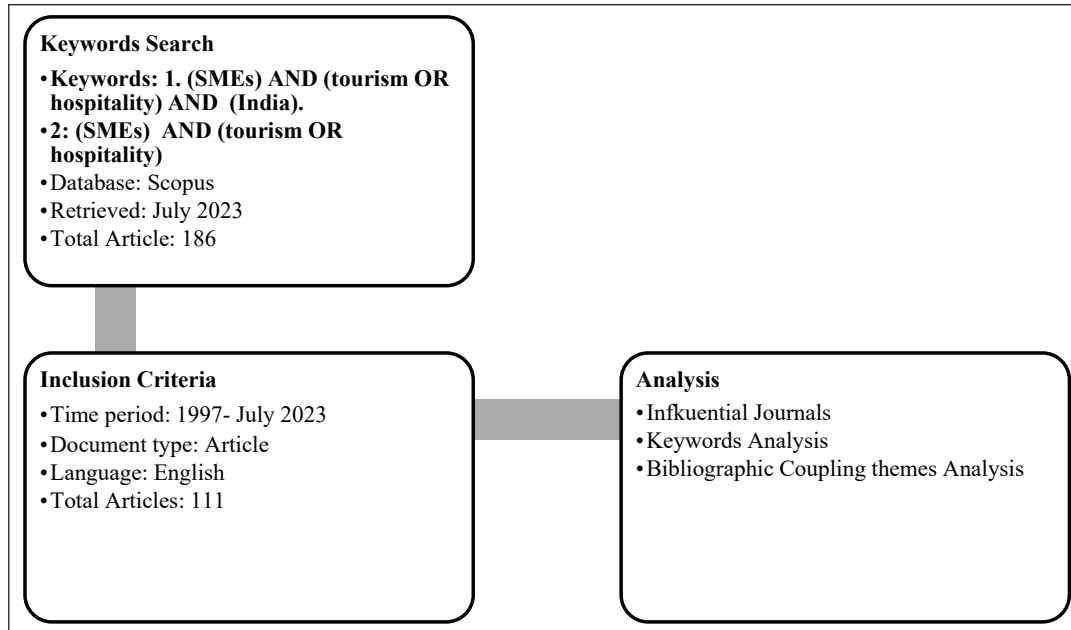 Keywords Search
•Keywords: 1. (SMEs) AND (tourism OR
hospitality) AND (India).
•2: (SMEs) AND (tourism OR
hospitality)
•Database: Scopus
•Retrieved: July 2023
•Total Article: 186
Inclusion Criteria
•Time period: 1997- July 2023
•Document type: Article
•Language: English
•Total Articles: 111
Analysis
•Infkuential Journals
•Keywords Analysis
•Bibliographic Coupling themes Analysis